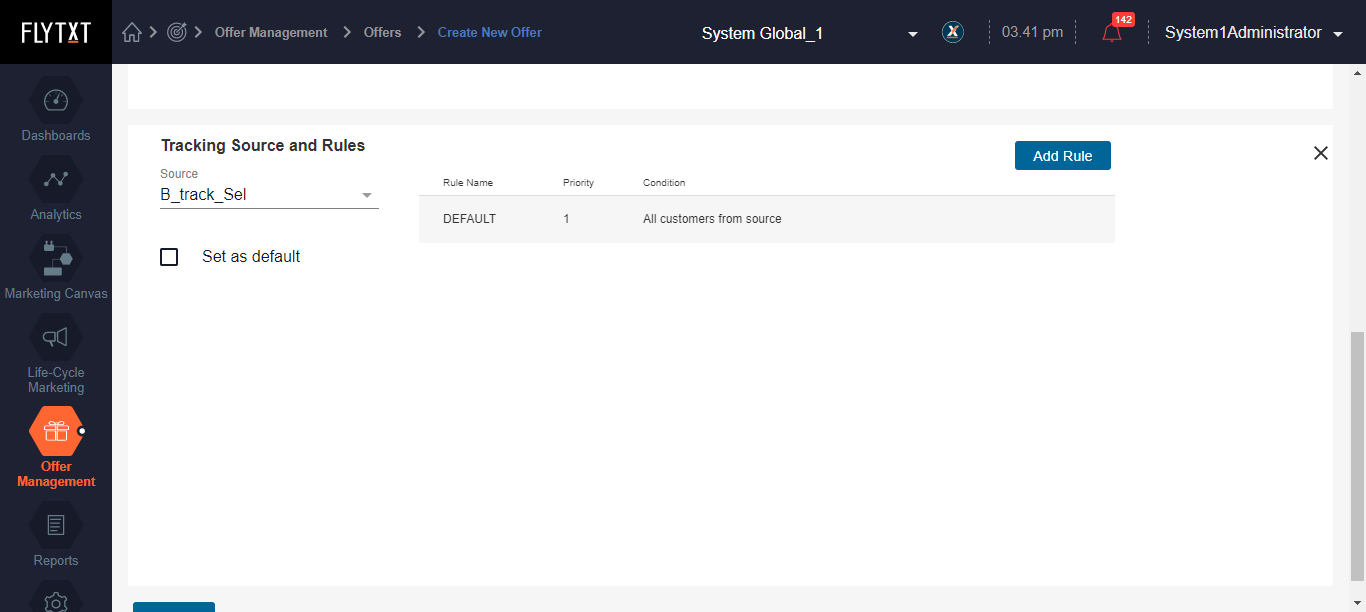 FLYTXT
Offer Management
Offers
Create New Offer
System Global_1
X
03.41 pm
142
System1Administrator
Dashboards
Analytics
Marketing Canvas
Life-Cycle
Marketing
Offer
Management
Reports
Tracking Source and Rules
Add Rule
Source
B_track_Sel
Set as default
Rule Name
Priority
Condition
DEFAULT
1
All customers from source